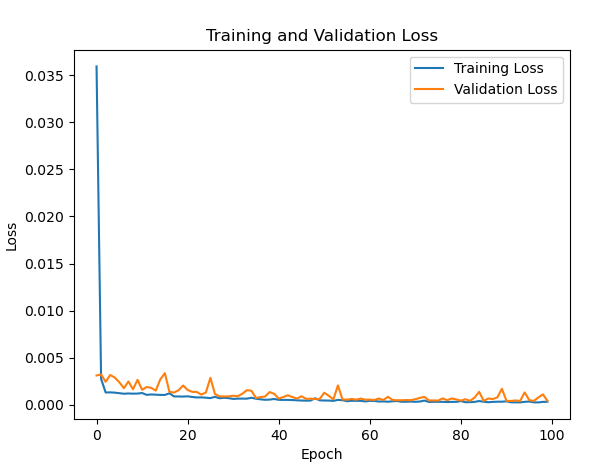 Training and Validation Loss
Training Loss
Validation Loss
0.035
0.030
0.025
0.020
0.015
0.010
0.005
0.000
Loss
0
20
40
60
80
100
Epoch